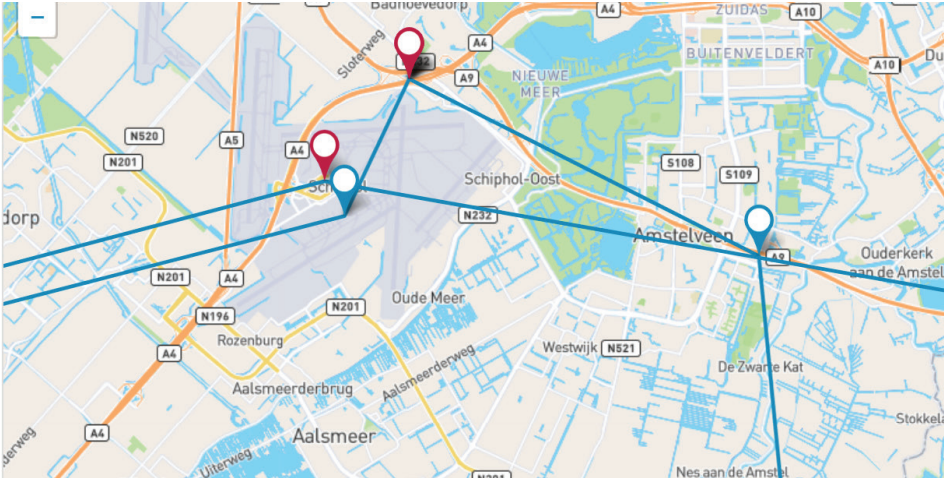 Badhoevedorp
ZUIDAS
A4
A10
Sloterweg
A4
BUITENVELDERT
A9
NIEUWE
MEER
A10
N520
A5
A4
N201
S108
S109
Schiphol-Oost
dorp
N232
Amstelveen
A9
Ouderkerk
aan de Amstel
N201
A4
Oude Meer
N201
N196
Rozenburg
A4
Westwijk
N521
De Zwarte Kat
Aalsmeerderbrug
Aalsmeerderweg
A4
Aalsmeer
Uiterweg
Nes aan de Amstel